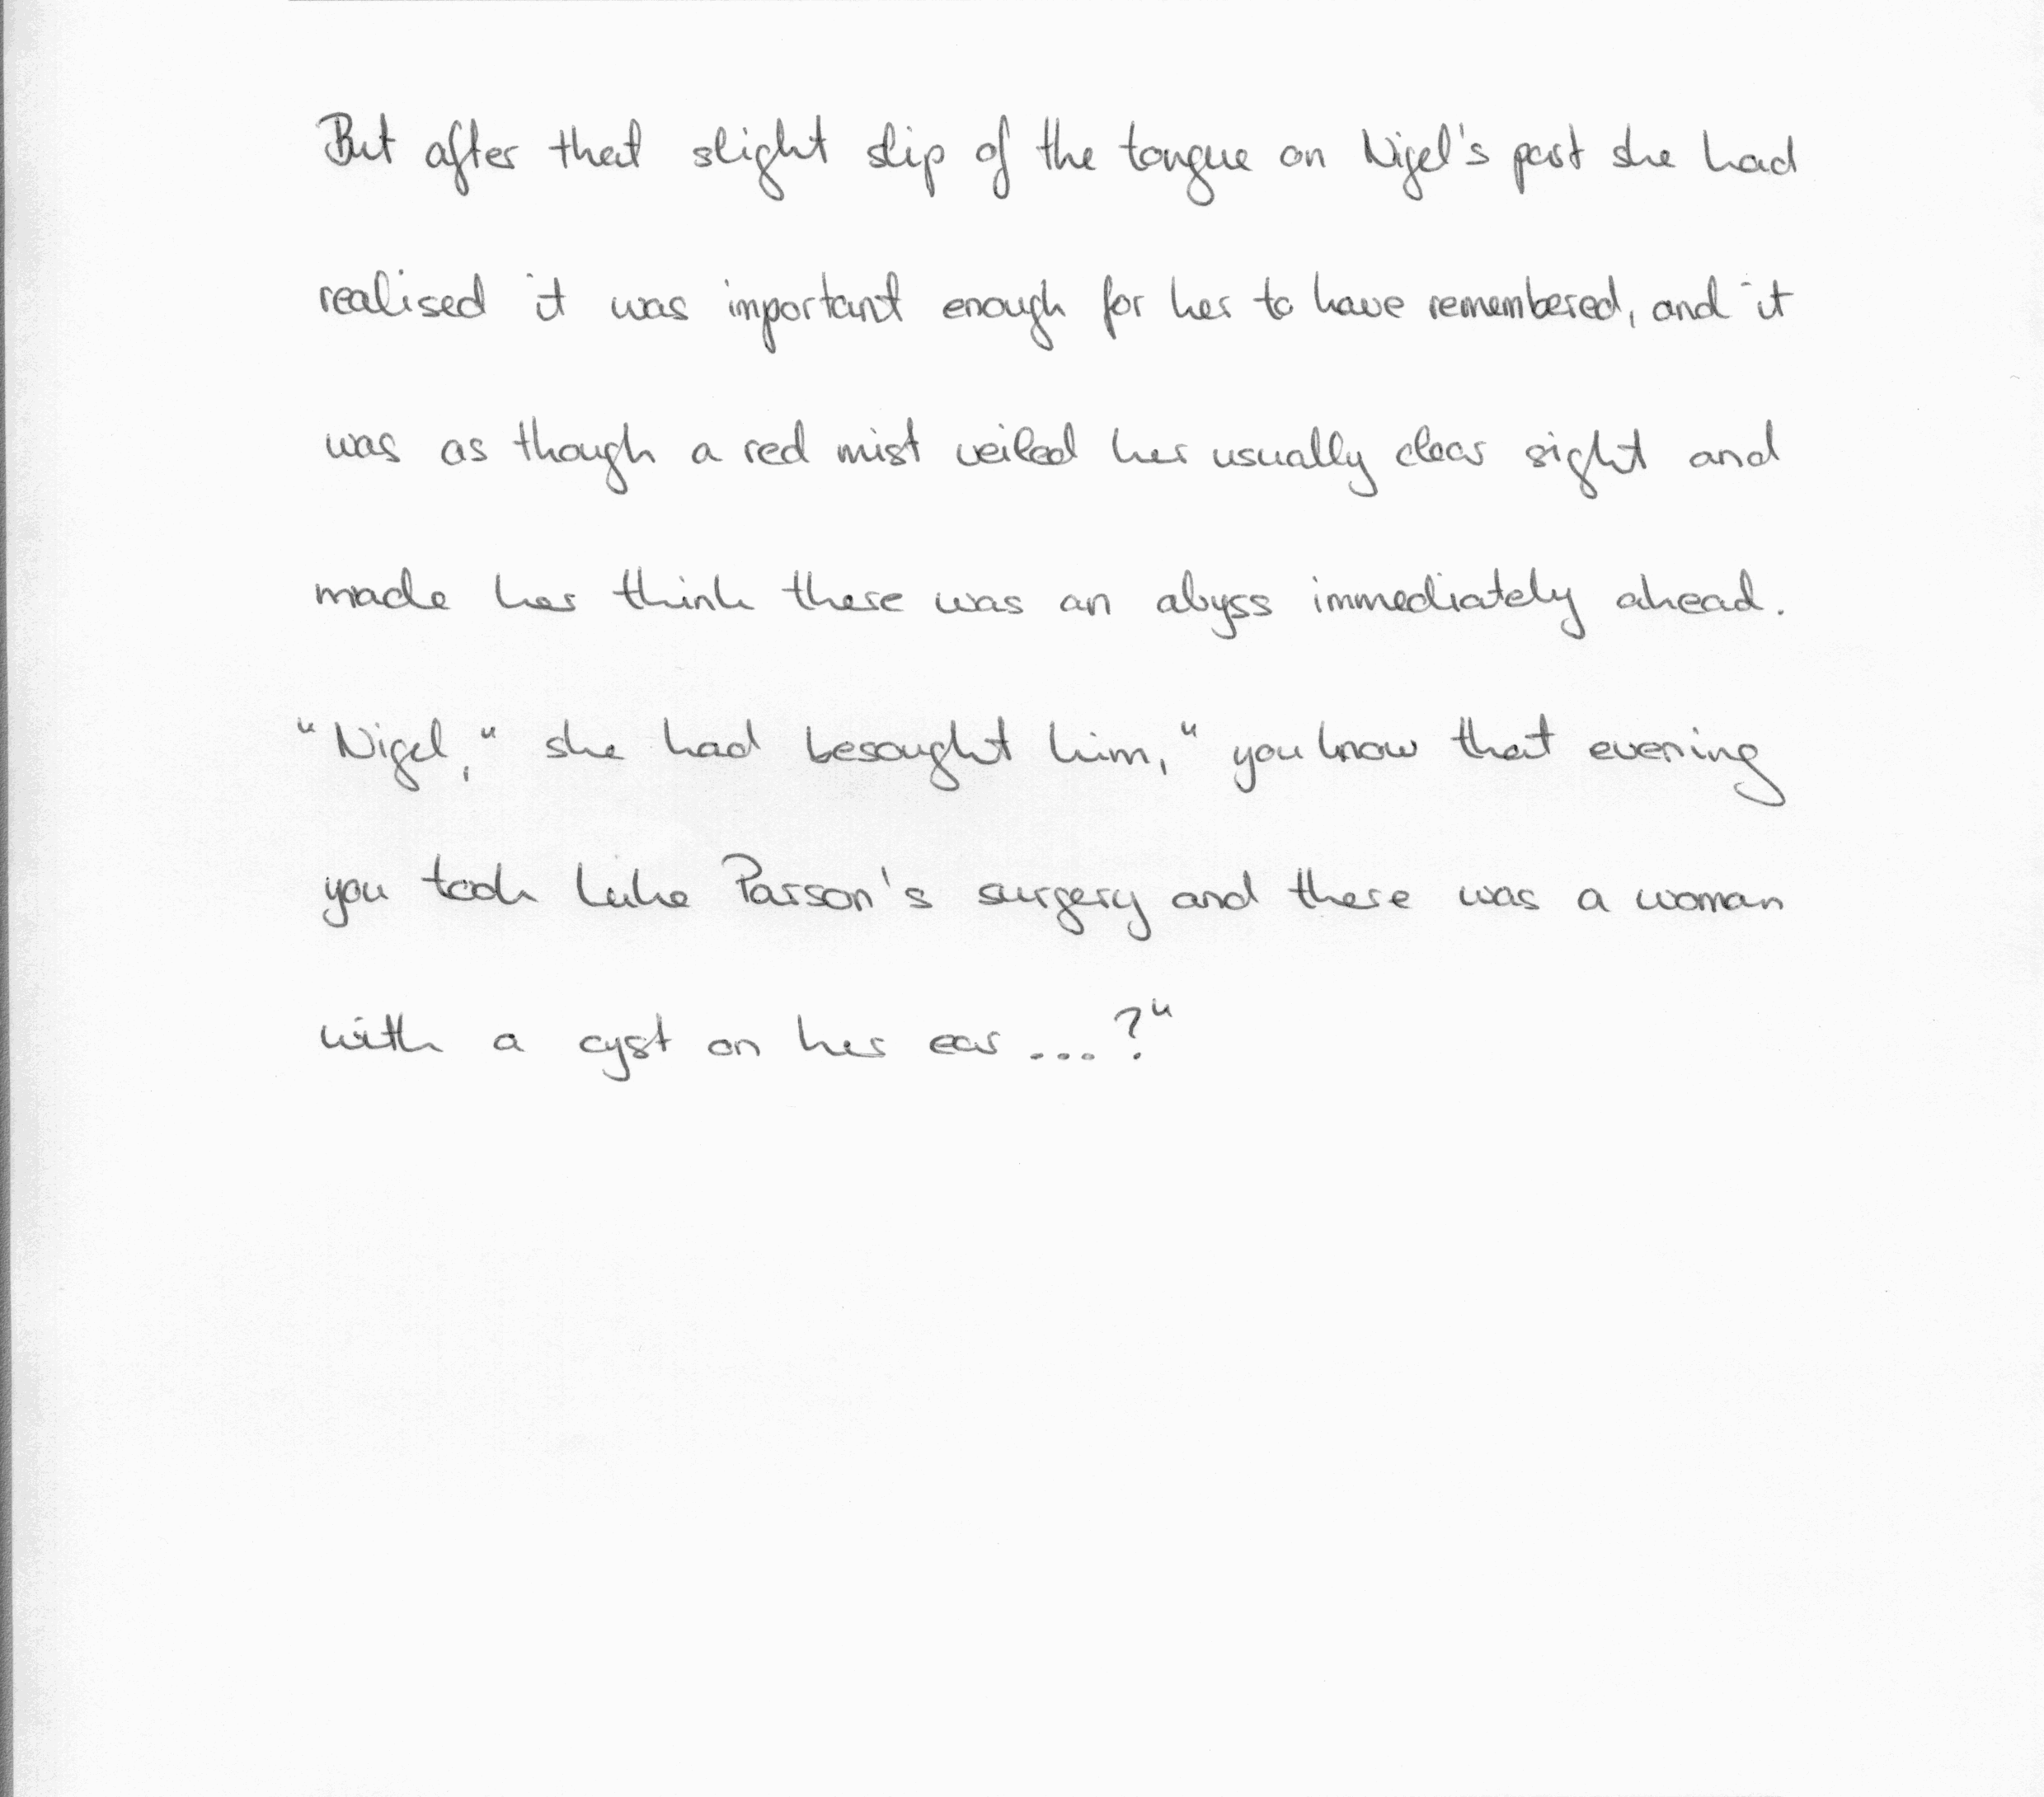 But after that slight slip of the tongue on Nigel's part she had
realised it was important enough for her to have remembered, and it
was as though a red mist veiled her usually clear sight and
made her think there was an abyss immediately ahead.
"Nigel," she had besought him, "you know that evening
you took Luke Parson's surgery and there was a woman
with a cyst on her ear ...?"